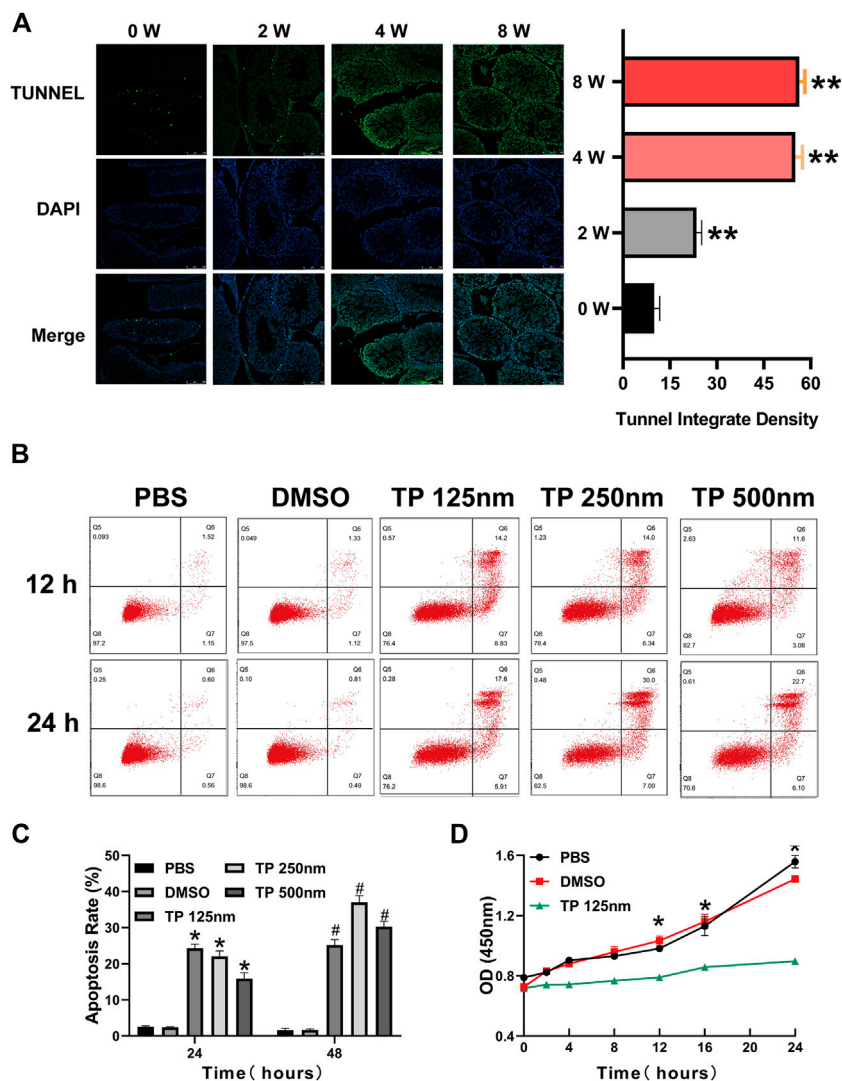 A
0 W 2 W 4 W 8 W
TUNNEL
DAPI
Merge
8 W **
4 W **
2 W **
0 W
0 15 30 45 60
Tunnel Integrate Density
B
PBS DMSO TP 125nm TP 250nm TP 500nm
12 h
Q5 0.093 Q6 1.52 Q8 97.2 Q7 1.15
Q5 0.049 Q6 1.33 Q8 97.5 Q7 1.12
Q5 0.57 Q6 14.2 Q8 76.4 Q7 8.83
Q5 1.23 Q6 14.0 Q8 78.4 Q7 6.34
Q5 2.63 Q6 11.6 Q8 82.7 Q7 3.08
24 h
Q5 0.25 Q6 0.60 Q8 98.6 Q7 0.56
Q5 0.10 Q6 0.81 Q8 98.6 Q7 0.49
Q5 0.28 Q6 17.6 Q8 76.2 Q7 5.91
Q5 0.48 Q6 30.0 Q8 62.5 Q7 7.00
Q5 0.61 Q6 22.7 Q8 70.6 Q7 6.10
C
Apoptosis Rate (%)
50
40
30
20
10
0
PBS TP 250nm
DMSO TP 500nm
TP 125nm
* * * # # #
24 48
Time( hours)
D
OD (450nm)
1.6
1.2
0.8
0.4
PBS
DMSO
TP 125nm
* * *
0 4 8 12 16 20 24
Time( hours)